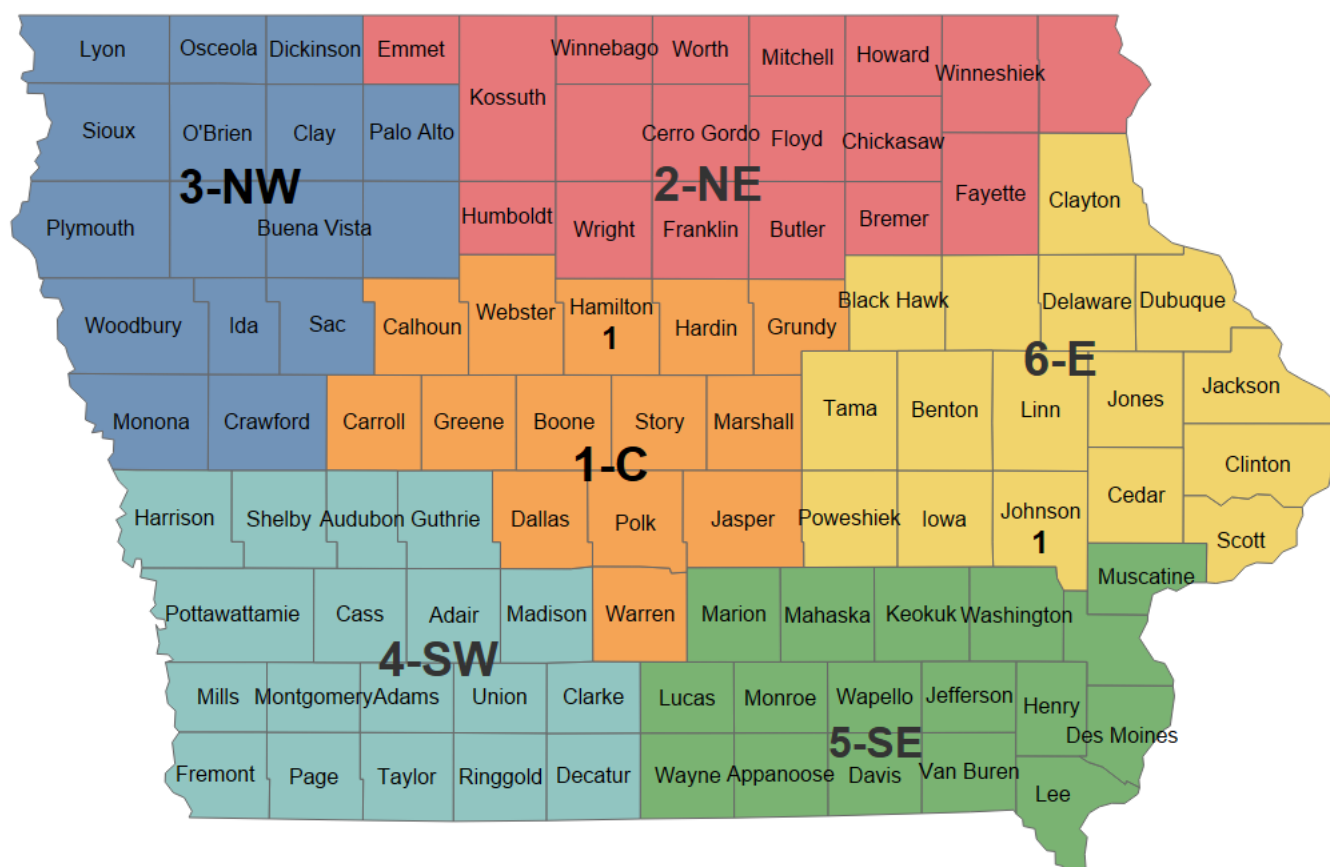 Lyon Osceola Dickinson Emmet Winnebago Worth Mitchell Howard Winneshiek
Kossuth
Sioux O'Brien Clay Palo Alto Cerro Gordo Floyd Chickasaw
3-NW 2-NE
Fayette Clayton
Plymouth Buena Vista Humboldt Wright Franklin Butler Bremer
Woodbury Ida Sac Calhoun Webster Hamilton Hardin Grundy Black Hawk Delaware Dubuque
1
6-E
Monona Crawford Carroll Greene Boone Story Marshall Tama Benton Linn Jones Jackson
1-C
Clinton
Harrison Shelby Audubon Guthrie Dallas Polk Jasper Poweshiek Iowa Johnson Cedar
1
Scott
Muscatine
Pottawattamie Cass Adair Madison Warren Marion Mahaska Keokuk Washington
4-SW
Mills Montgomery Adams Union Clarke Lucas Monroe Wapello Jefferson Henry
Des Moines
5-SE
Fremont Page Taylor Ringgold Decatur Wayne Appanoose Davis Van Buren
Lee